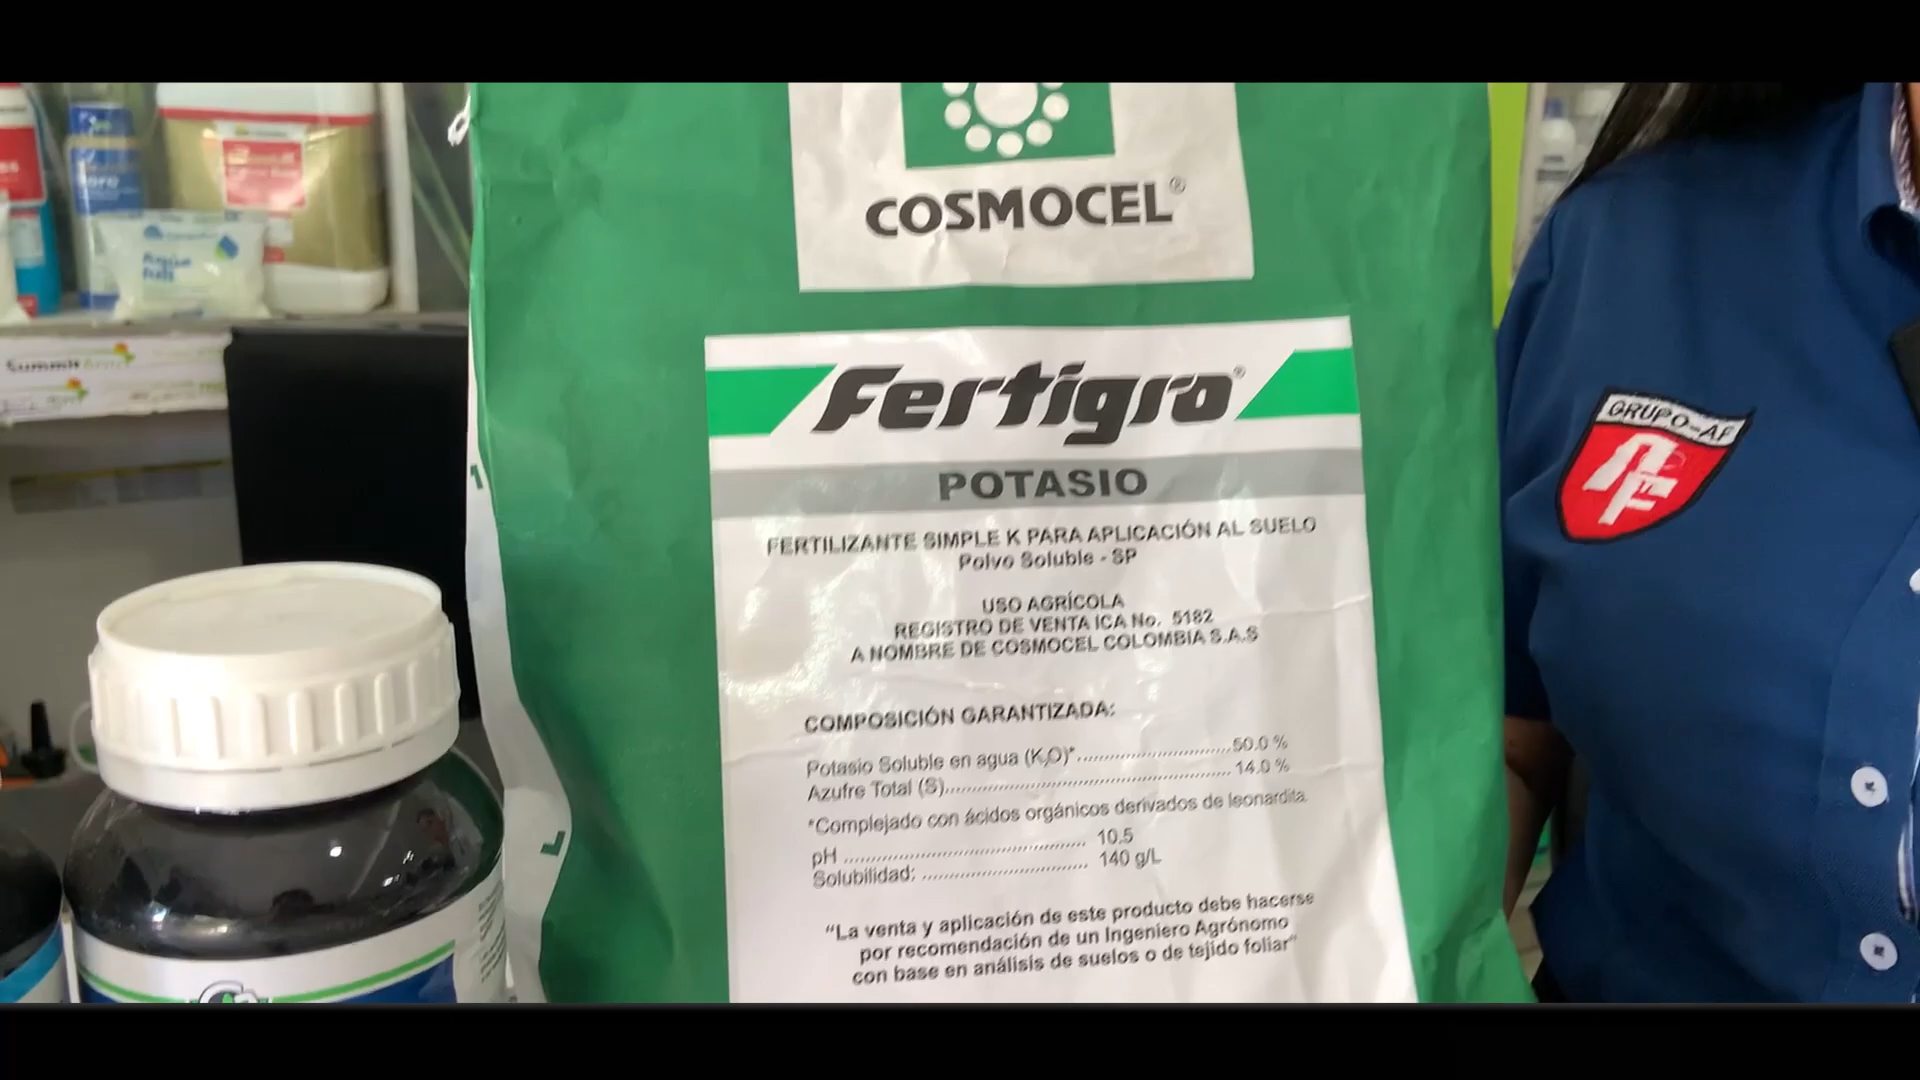 COSMOCEL®
Fertigro®
POTASIO
FERTILIZANTE SIMPLE K PARA APLICACIÓN AL SUELO
Polvo Soluble - SP
USO AGRÍCOLA
REGISTRO DE VENTA ICA No. 5182
A NOMBRE DE COSMOCEL COLOMBIA S.A.S
COMPOSICIÓN GARANTIZADA:
Potasio Soluble en agua (K₂O)* 50.0 %
Azufre Total (S) 14.0 %
*Complejado con ácidos orgánicos derivados de leonardita.
pH 10.5
Solubilidad: 140 g/L
"La venta y aplicación de este producto debe hacerse
por recomendación de un Ingeniero Agrónomo
con base en análisis de suelos o de tejido foliar"
GRUPO-AF
AF
Summit